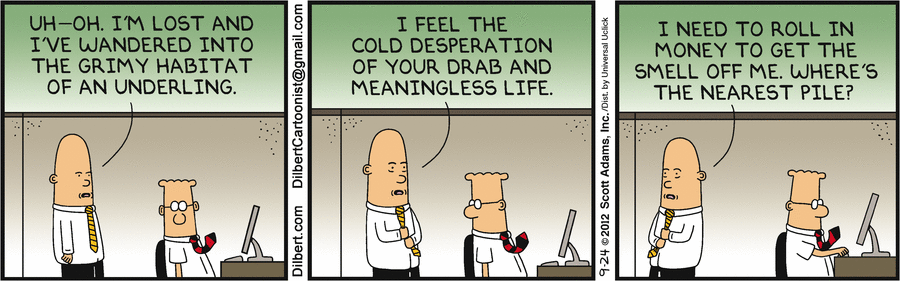 UH-OH. I'M LOST AND
I'VE WANDERED INTO
THE GRIMY HABITAT
OF AN UNDERLING.
DilbertCartoonist@gmail.com
Dilbert.com
I FEEL THE
COLD DESPERATION
OF YOUR DRAB AND
MEANINGLESS LIFE.
9-24 ©2012 Scott Adams, Inc./Dist. by Universal Uclick
I NEED TO ROLL IN
MONEY TO GET THE
SMELL OFF ME. WHERE'S
THE NEAREST PILE?